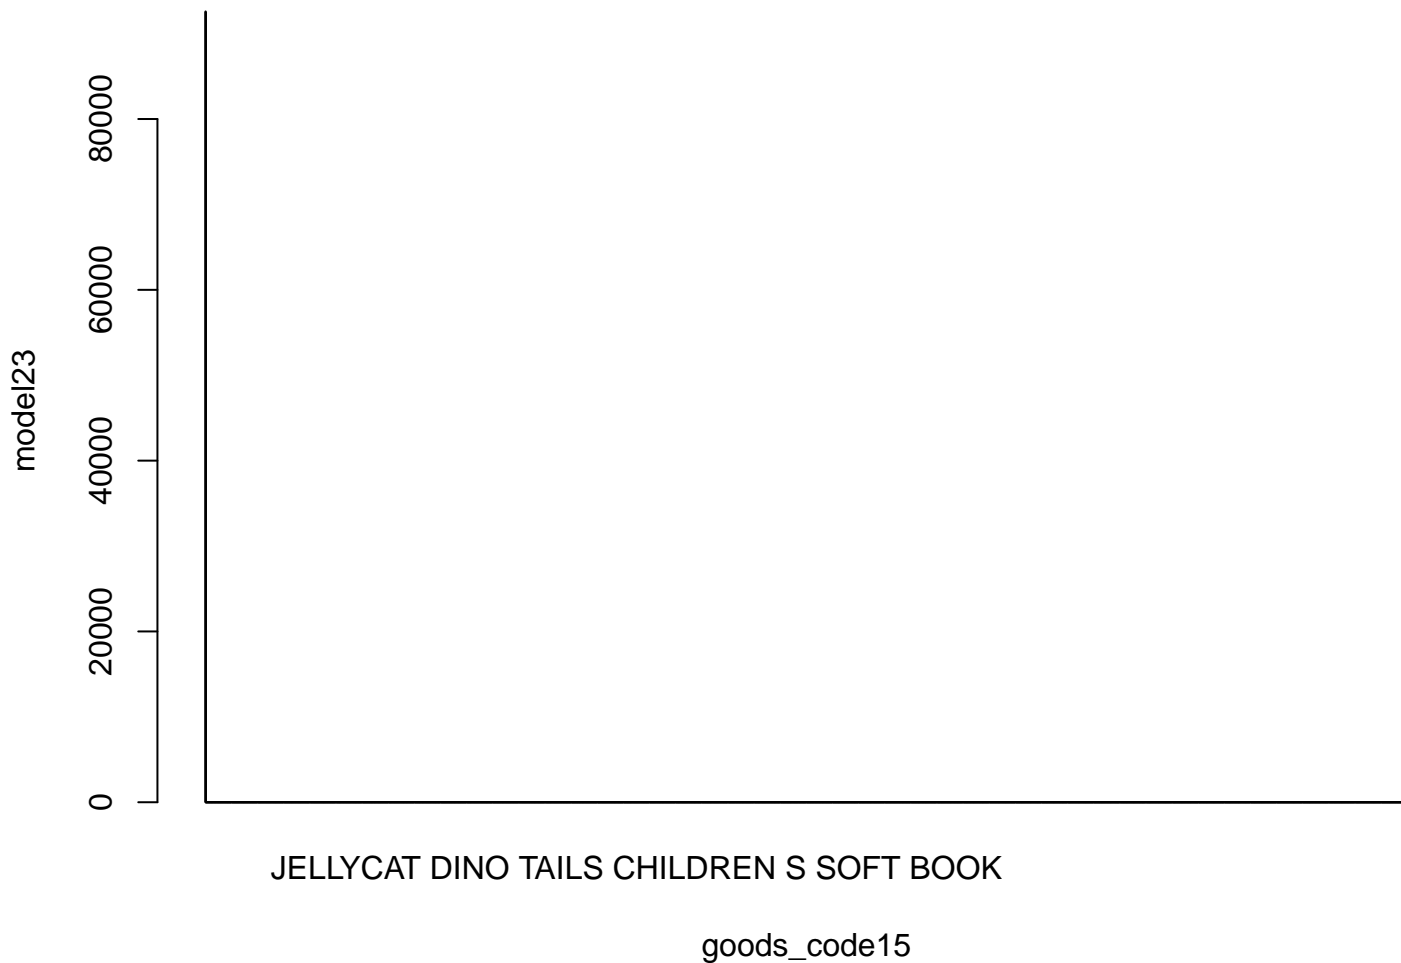 80000
60000
model23
40000
20000
0
JELLYCAT DINO TAILS CHILDREN S SOFT BOOK
goods_code15